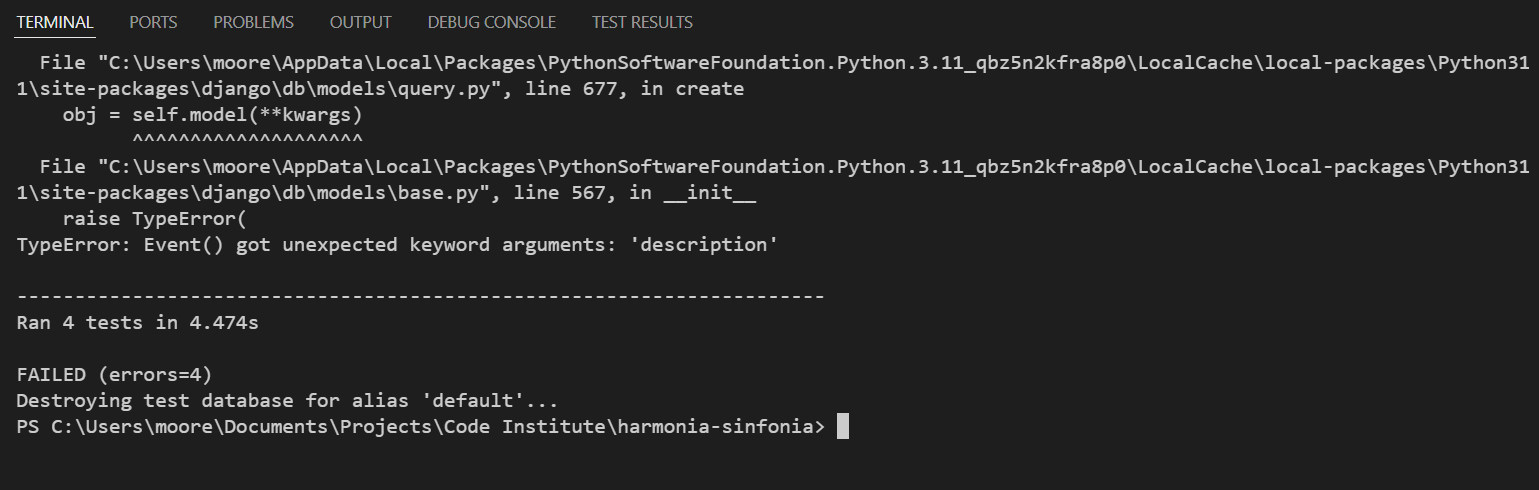 TERMINAL PORTS PROBLEMS OUTPUT DEBUG CONSOLE TEST RESULTS
  File "C:\Users\moore\AppData\Local\Packages\PythonSoftwareFoundation.Python.3.11_qbz5n2kfra8p0\LocalCache\local-packages\Python31
1\site-packages\django\db\models\query.py", line 677, in create
    obj = self.model(**kwargs)
          ^^^^^^^^^^^^^^^^^^^^
  File "C:\Users\moore\AppData\Local\Packages\PythonSoftwareFoundation.Python.3.11_qbz5n2kfra8p0\LocalCache\local-packages\Python31
1\site-packages\django\db\models\base.py", line 567, in __init__
    raise TypeError(
TypeError: Event() got unexpected keyword arguments: 'description'

----------------------------------------------------------------------
Ran 4 tests in 4.474s

FAILED (errors=4)
Destroying test database for alias 'default'...
PS C:\Users\moore\Documents\Projects\Code Institute\harmonia-sinfonia>